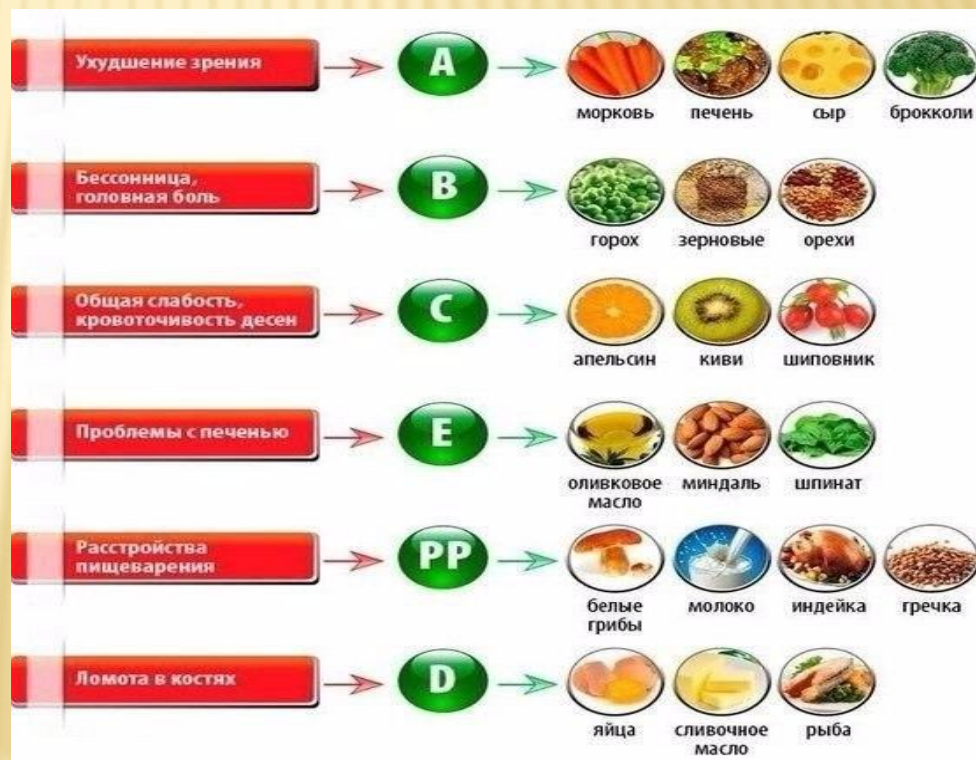 Ухудшение зрения
A
морковь печень сыр брокколи
Бессонница,
головная боль
B
горох зерновые орехи
Общая слабость,
кровоточивость десен
C
апельсин киви шиповник
Проблемы с печенью
E
оливковое
масло
миндаль шпинат
Расстройства
пищеварения
PP
белые
грибы
молоко индейка гречка
Ломота в костях
D
яйца
сливочное
масло
рыба